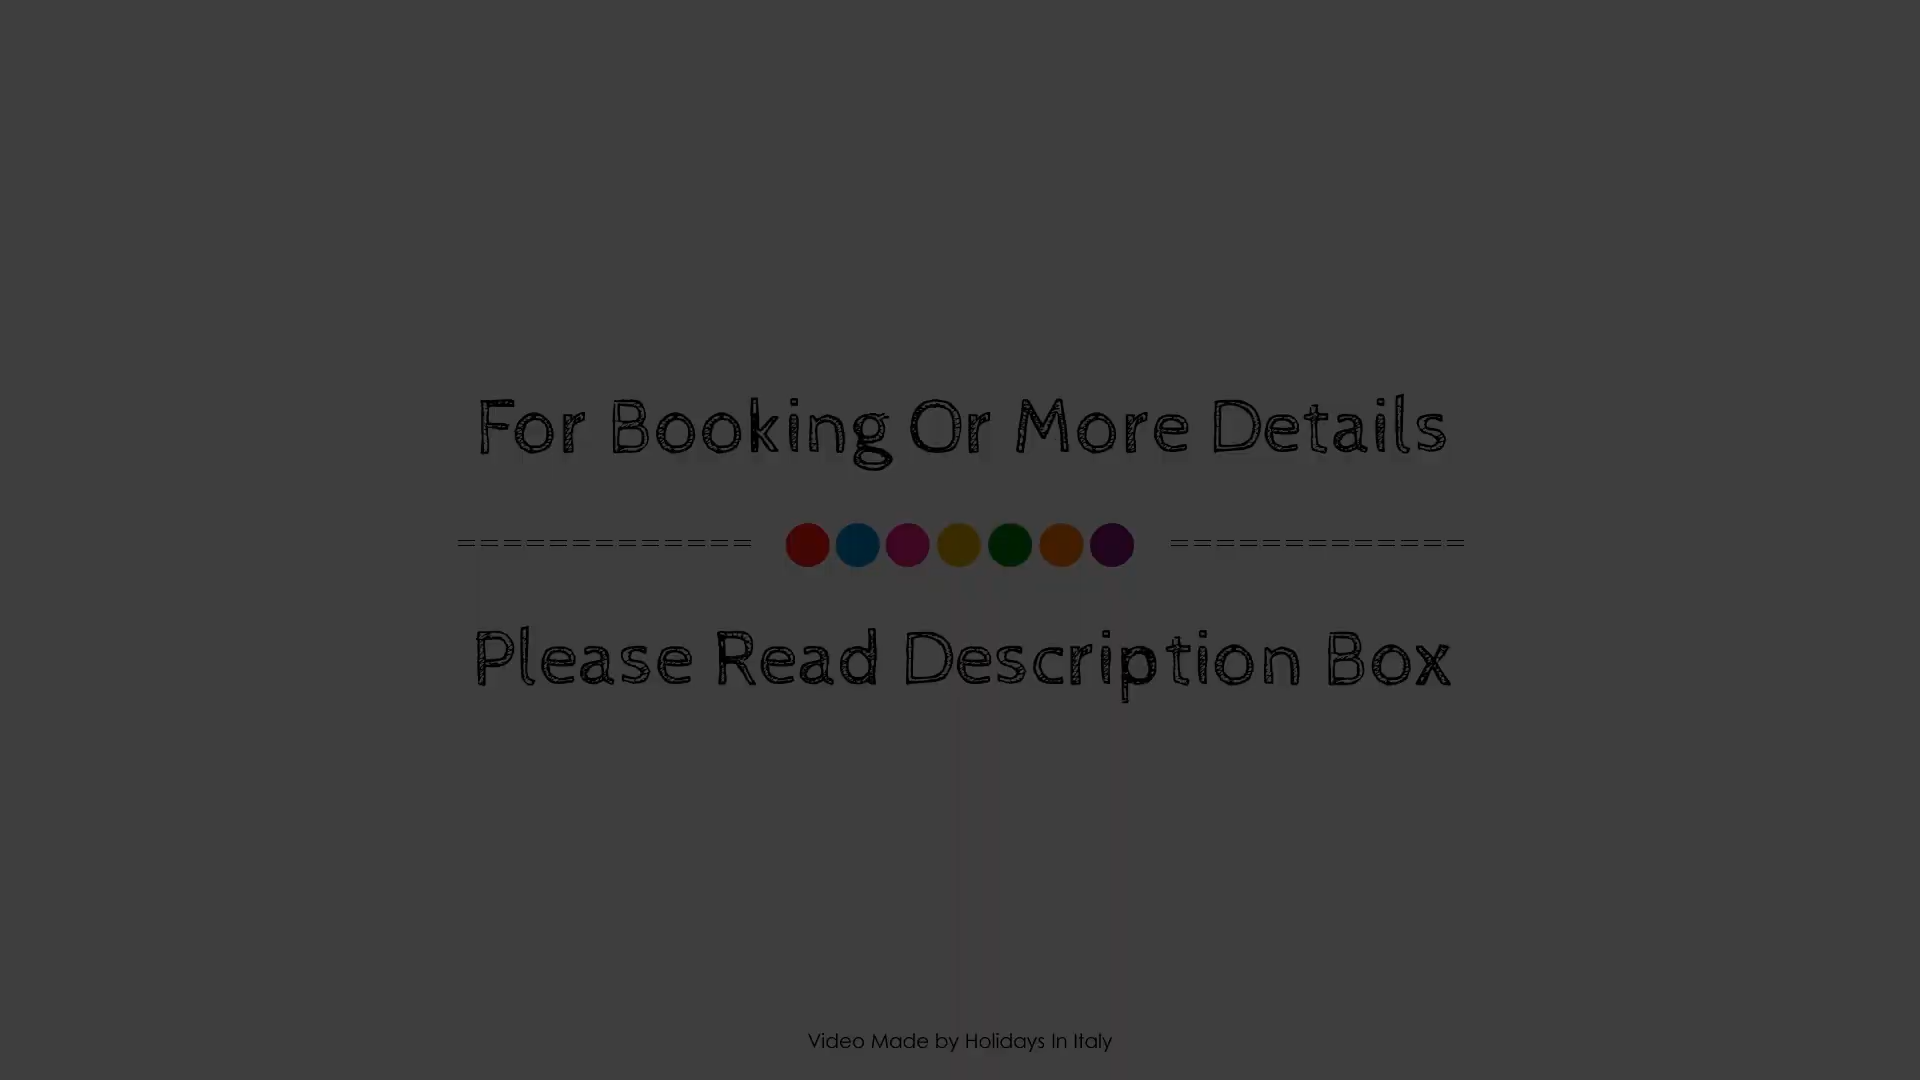 For Booking Or More Details
============= =============
Please Read Description Box
Video Made by Holidays In Italy